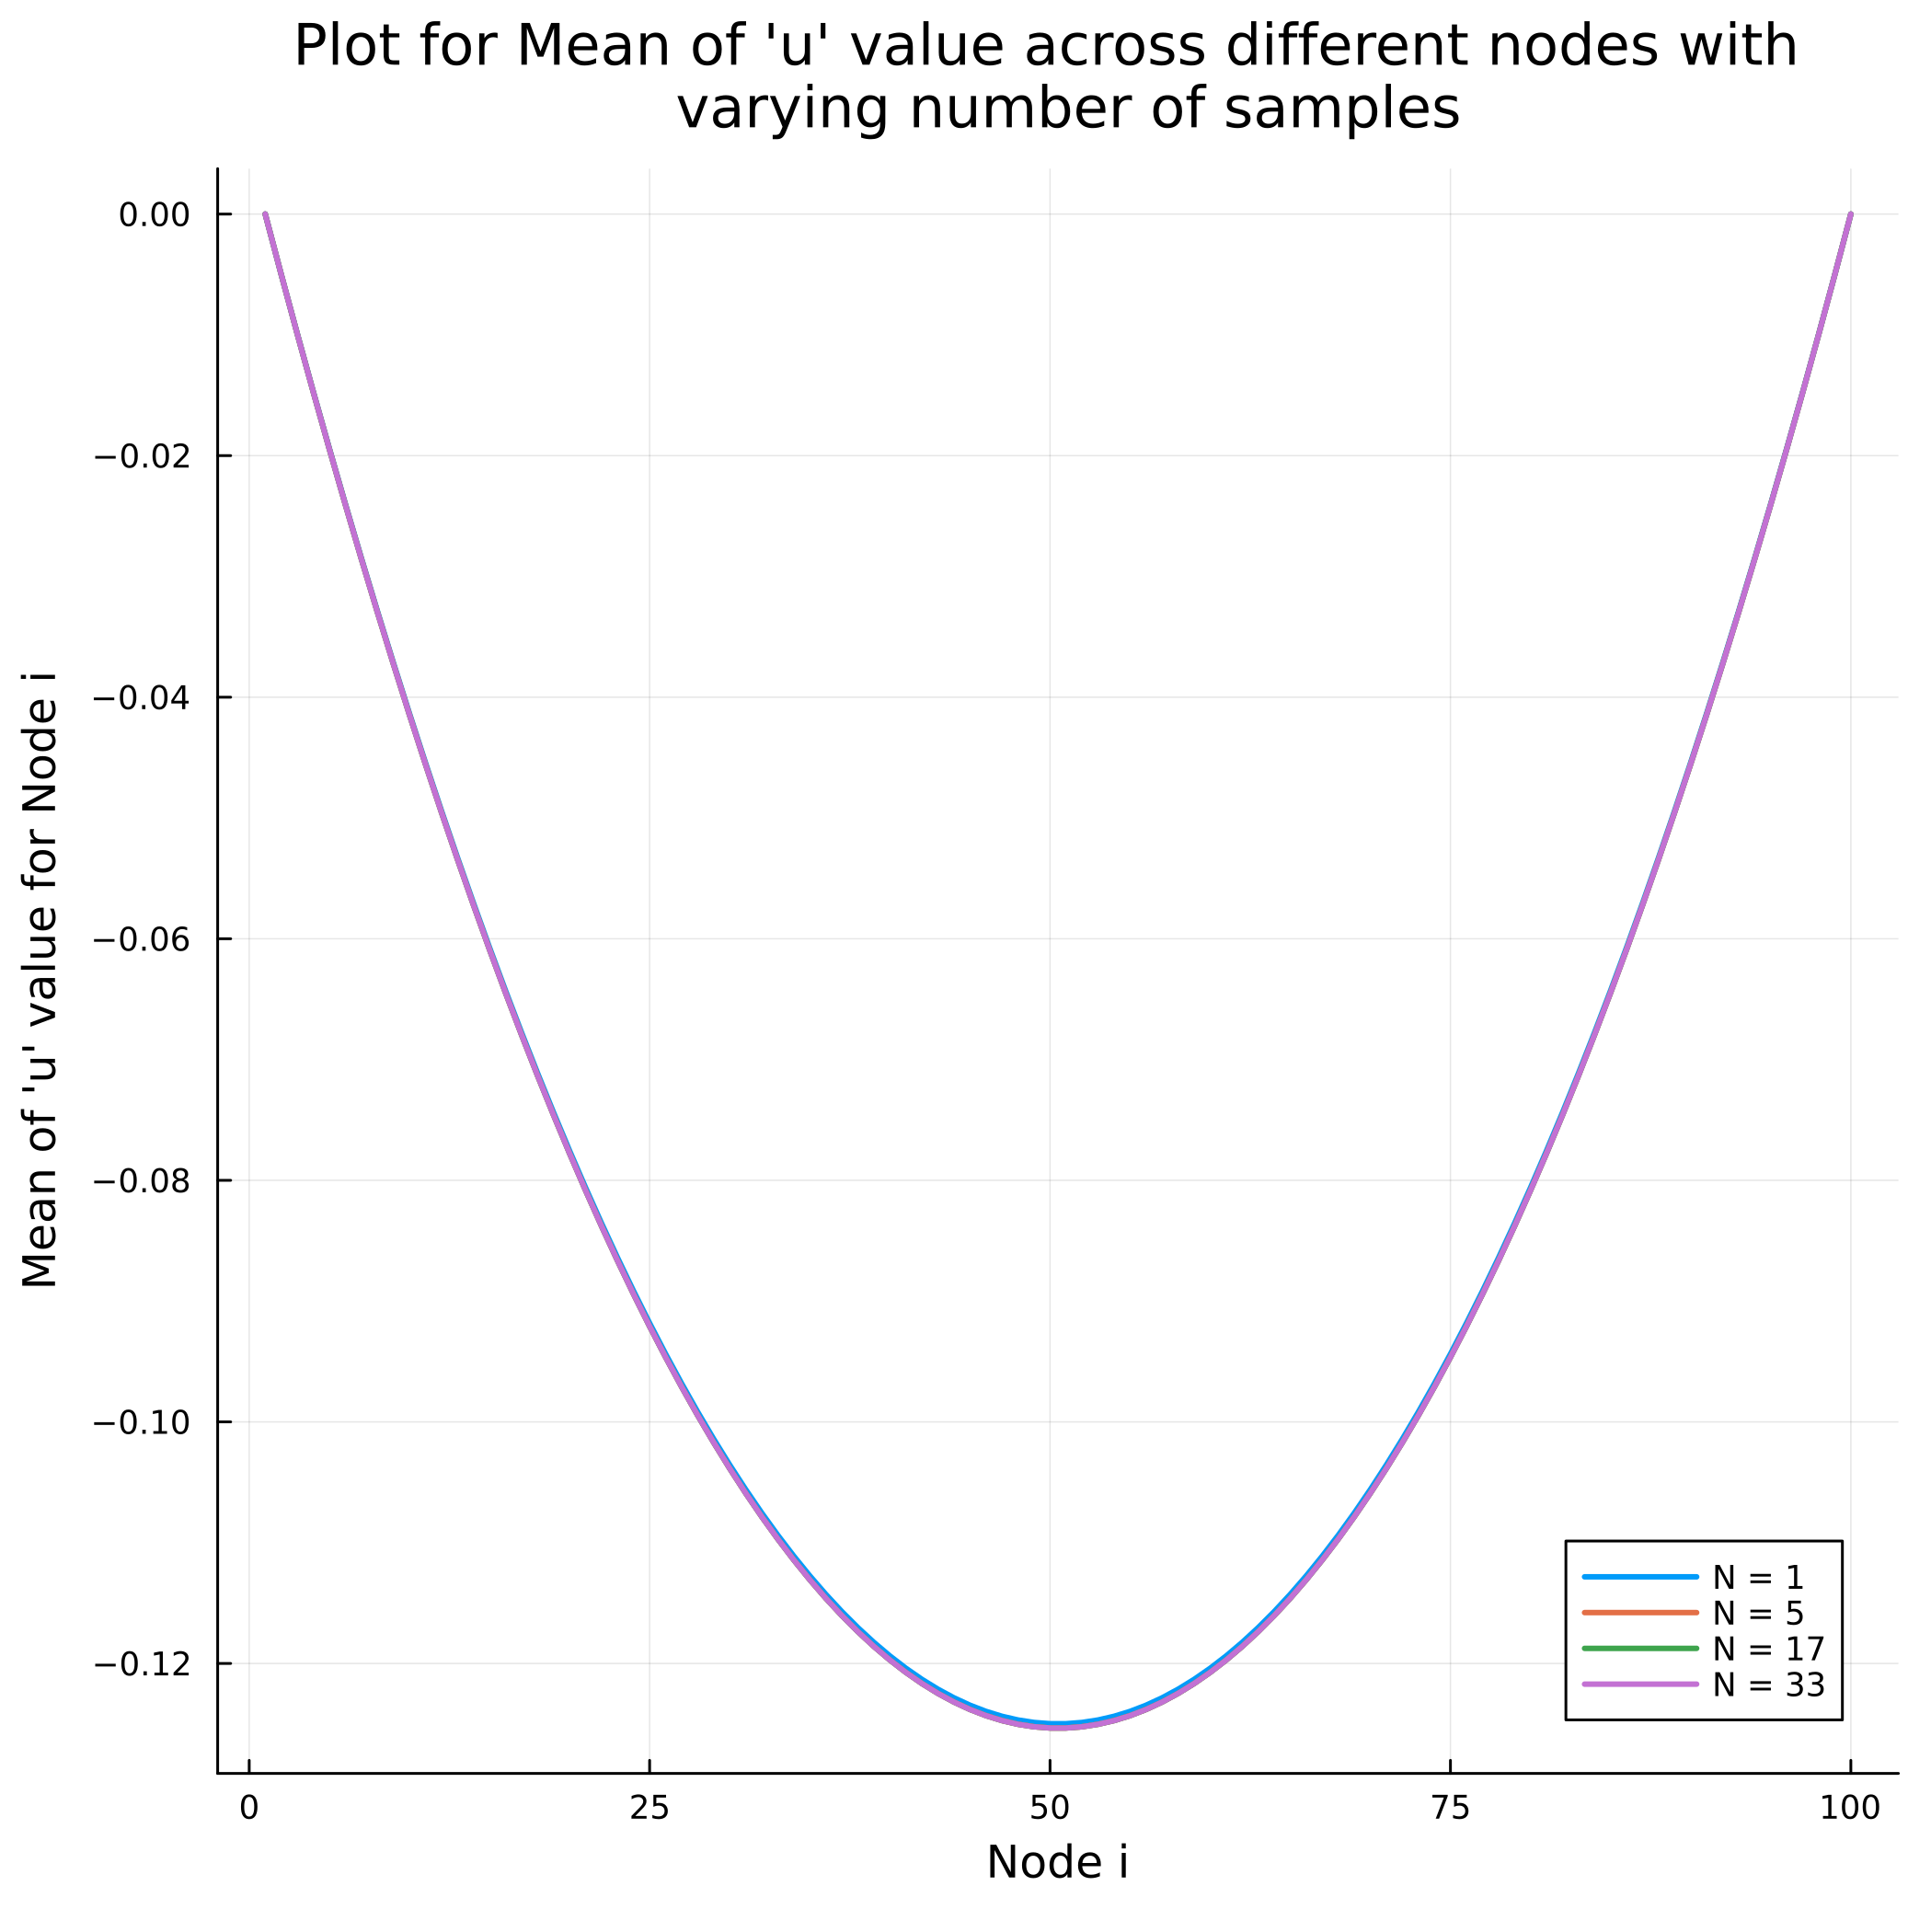 Plot for Mean of 'u' value across different nodes with
varying number of samples
Mean of 'u' value for Node i
0.00
−0.02
−0.04
−0.06
−0.08
−0.10
−0.12
0
25
50
75
100
Node i
N = 1
N = 5
N = 17
N = 33